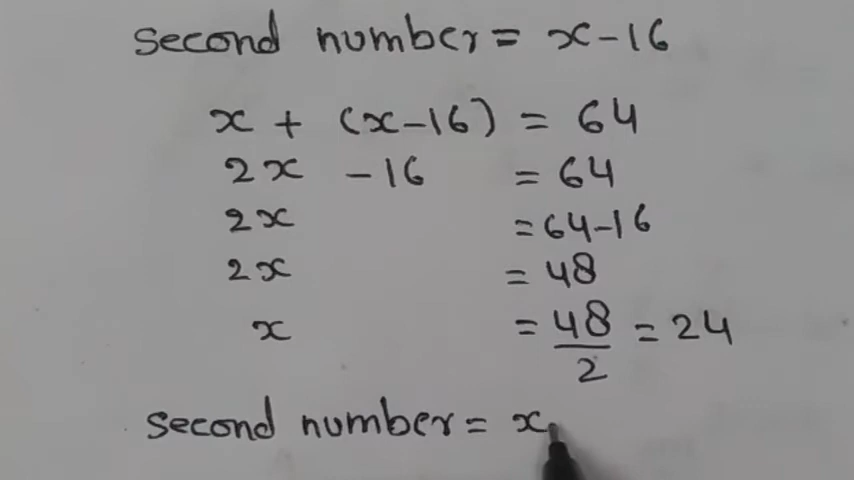 second number = x - 16
x + (x - 16) = 64
2x - 16 = 64
2x = 64 - 16
2x = 48
x = 48/2 = 24
second number = x